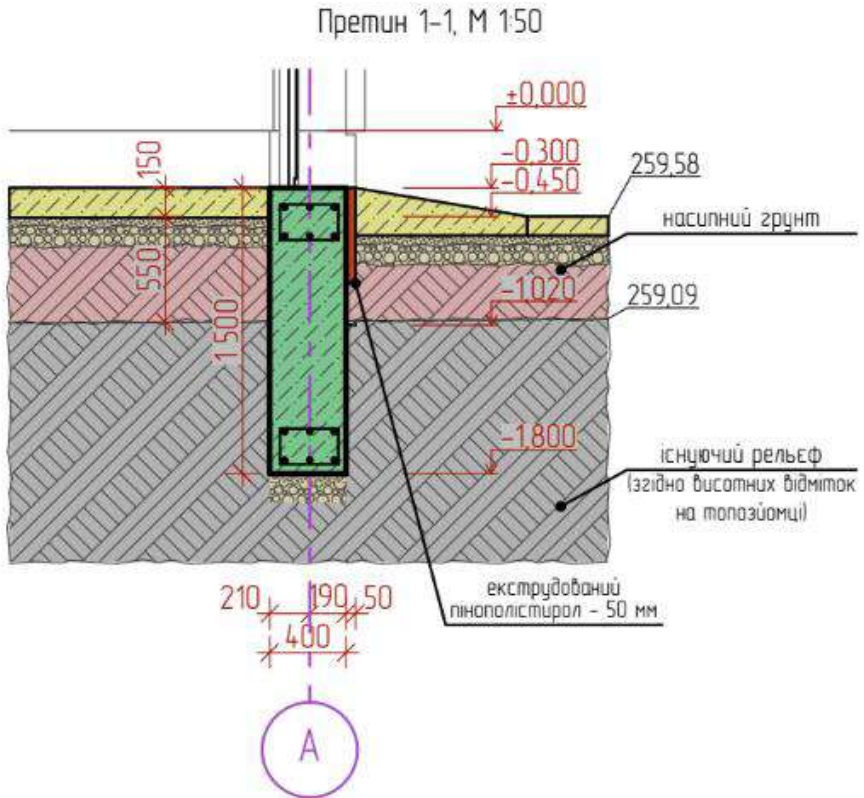 Претин 1-1, М 1:50
±0,000
150
-0,300
-0,450
259,58
насипний грунт
550
1.500
-1.020
259,09
-1.800
існуючий рельєф
(згідно висотних відміток
на топозйомці)
210
190
50
400
екструдований
пінополістирол - 50 мм
А